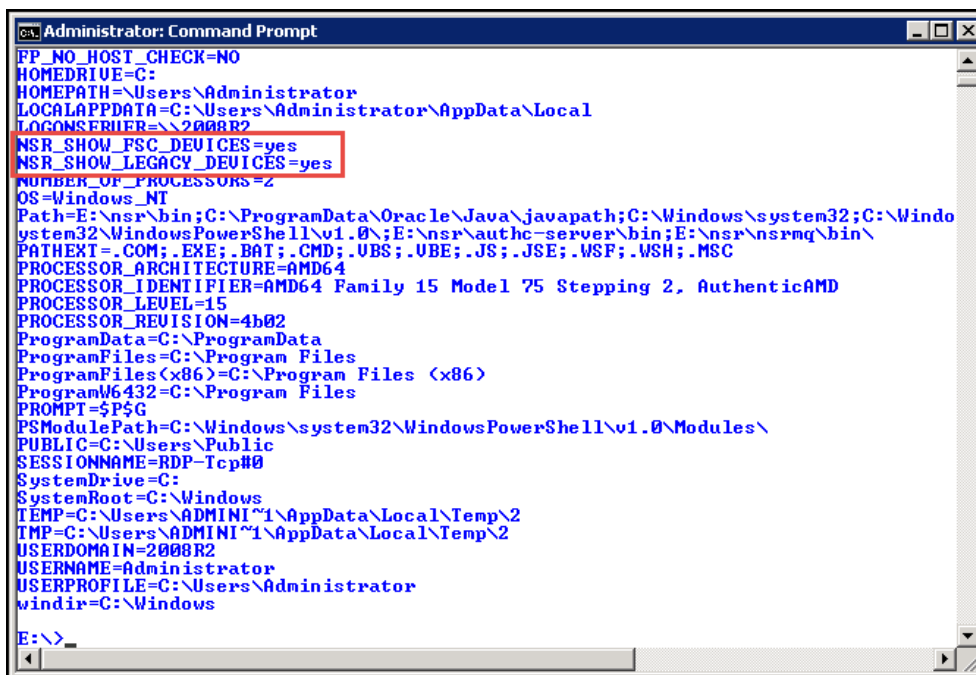 Administrator: Command Prompt
FP_NO_HOST_CHECK=NO
HOMEDRIVE=C:
HOMEPATH=\Users\Administrator
LOCALAPPDATA=C:\Users\Administrator\AppData\Local
LOGONSERVER=\\2008R2
NSR_SHOW_FSC_DEVICES=yes
NSR_SHOW_LEGACY_DEVICES=yes
NUMBER_OF_PROCESSORS=2
OS=Windows_NT
Path=E:\nsr\bin;C:\ProgramData\Oracle\Java\javapath;C:\Windows\system32;C:\Windo
ystem32\WindowsPowerShell\v1.0\;E:\nsr\authc-server\bin;E:\nsr\nsrmq\bin\
PATHEXT=.COM;.EXE;.BAT;.CMD;.VBS;.VBE;.JS;.JSE;.WSF;.WSH;.MSC
PROCESSOR_ARCHITECTURE=AMD64
PROCESSOR_IDENTIFIER=AMD64 Family 15 Model 75 Stepping 2, AuthenticAMD
PROCESSOR_LEVEL=15
PROCESSOR_REVISION=4b02
ProgramData=C:\ProgramData
ProgramFiles=C:\Program Files
ProgramFiles(x86)=C:\Program Files (x86)
ProgramW6432=C:\Program Files
PROMPT=$P$G
PSModulePath=C:\Windows\system32\WindowsPowerShell\v1.0\Modules\
PUBLIC=C:\Users\Public
SESSIONNAME=RDP-Tcp#0
SystemDrive=C:
SystemRoot=C:\Windows
TEMP=C:\Users\ADMINI~1\AppData\Local\Temp\2
TMP=C:\Users\ADMINI~1\AppData\Local\Temp\2
USERDOMAIN=2008R2
USERNAME=Administrator
USERPROFILE=C:\Users\Administrator
windir=C:\Windows
E:\>_